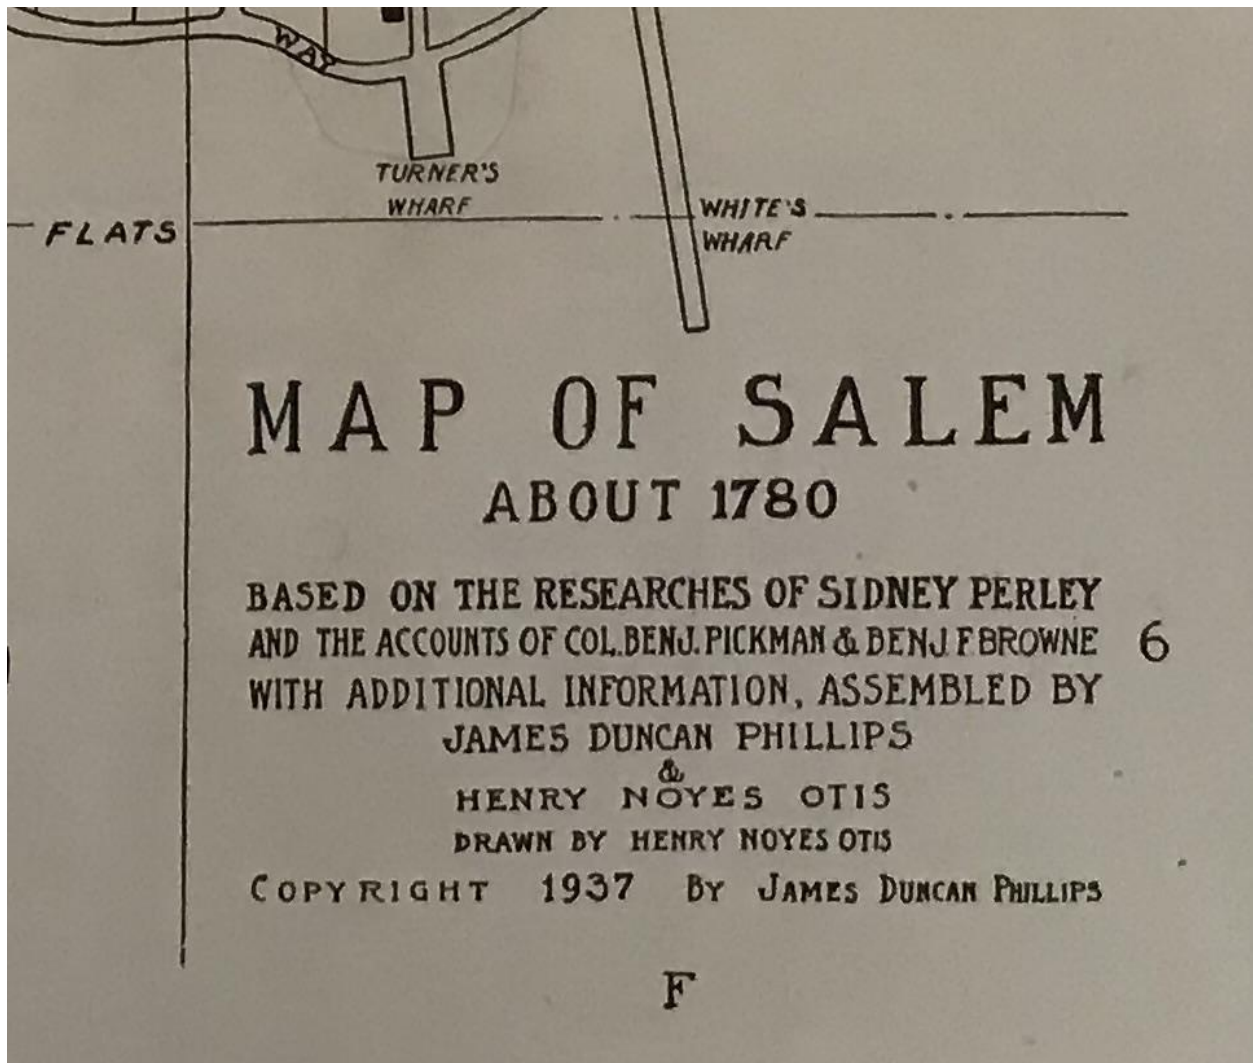 WAY
TURNER'S
WHARF
FLATS
WHITE'S
WHARF
MAP OF SALEM
ABOUT 1780
BASED ON THE RESEARCHES OF SIDNEY PERLEY
AND THE ACCOUNTS OF COL. BENJ. PICKMAN & BENJ F BROWNE 6
WITH ADDITIONAL INFORMATION, ASSEMBLED BY
JAMES DUNCAN PHILLIPS
&
HENRY NOYES OTIS
DRAWN BY HENRY NOYES OTIS
COPYRIGHT 1937 BY JAMES DUNCAN PHILLIPS
F